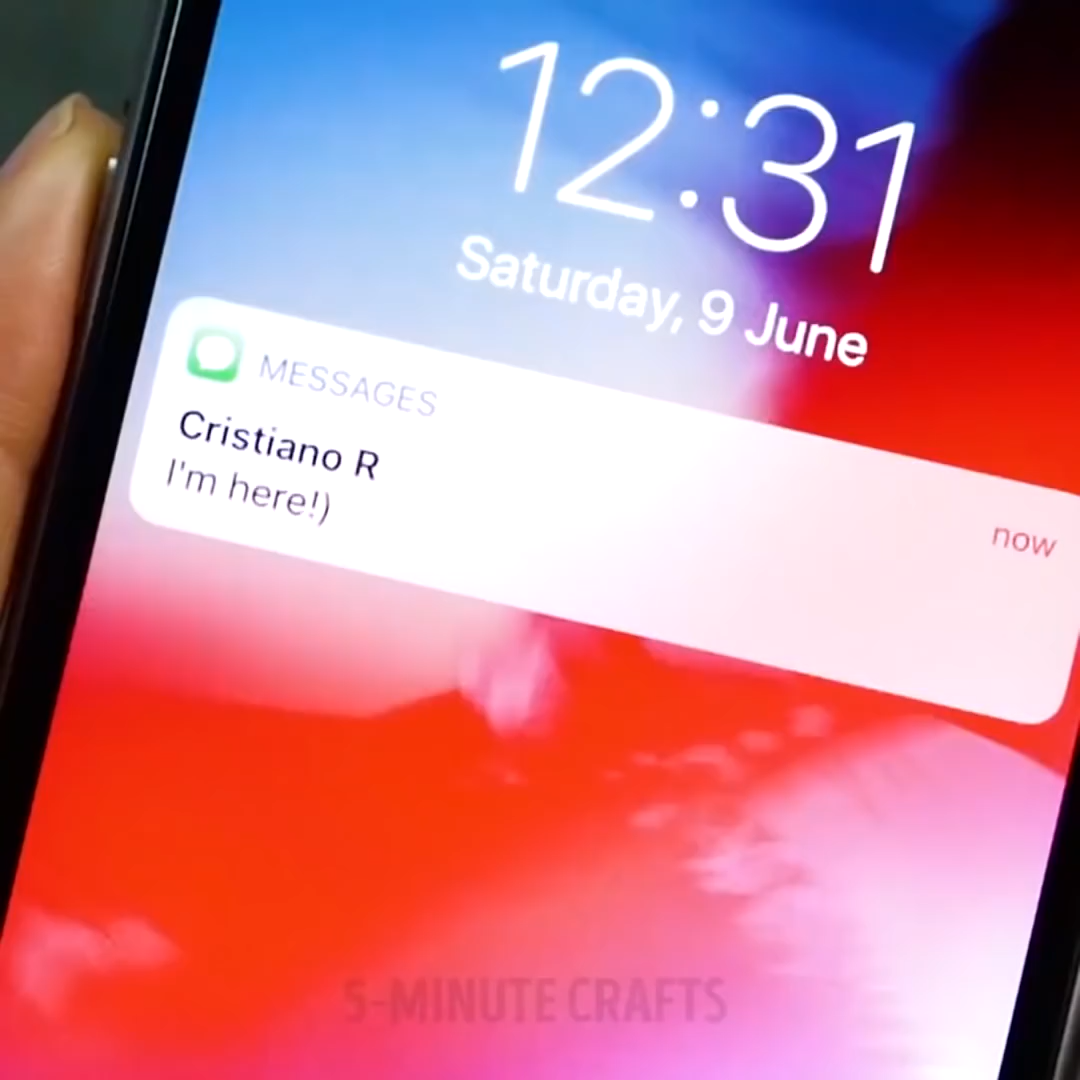 12:31
Saturday, 9 June
MESSAGES
Cristiano R
I'm here!)
now
5-MINUTE CRAFTS